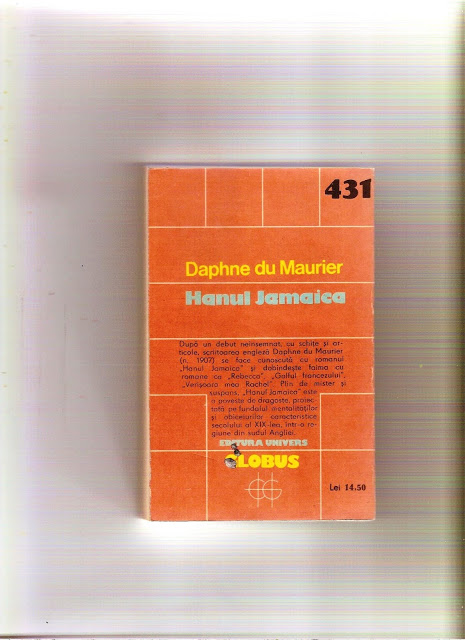 431
Daphne du Maurier
Hanul Jamaica
După un debut neînsemnat, cu schițe și ar-
ticole, scriitoarea engleză Daphne du Maurier
(n. 1907) se face cunoscută cu romanul
„Hanul Jamaica" și dobîndește faima cu
romane ca „Rebecca", „Golful francezului",
„Verișoara mea Rachel". Plin de mister și
suspans, „Hanul Jamaica" este
o poveste de dragoste, proiec-
tată pe fundalul mentalităților
și obiceiurilor caracteristice
secolului al XIX-lea, într-o re-
giune din sudul Angliei.
EDITURA UNIVERS
GLOBUS
Lei 14.50